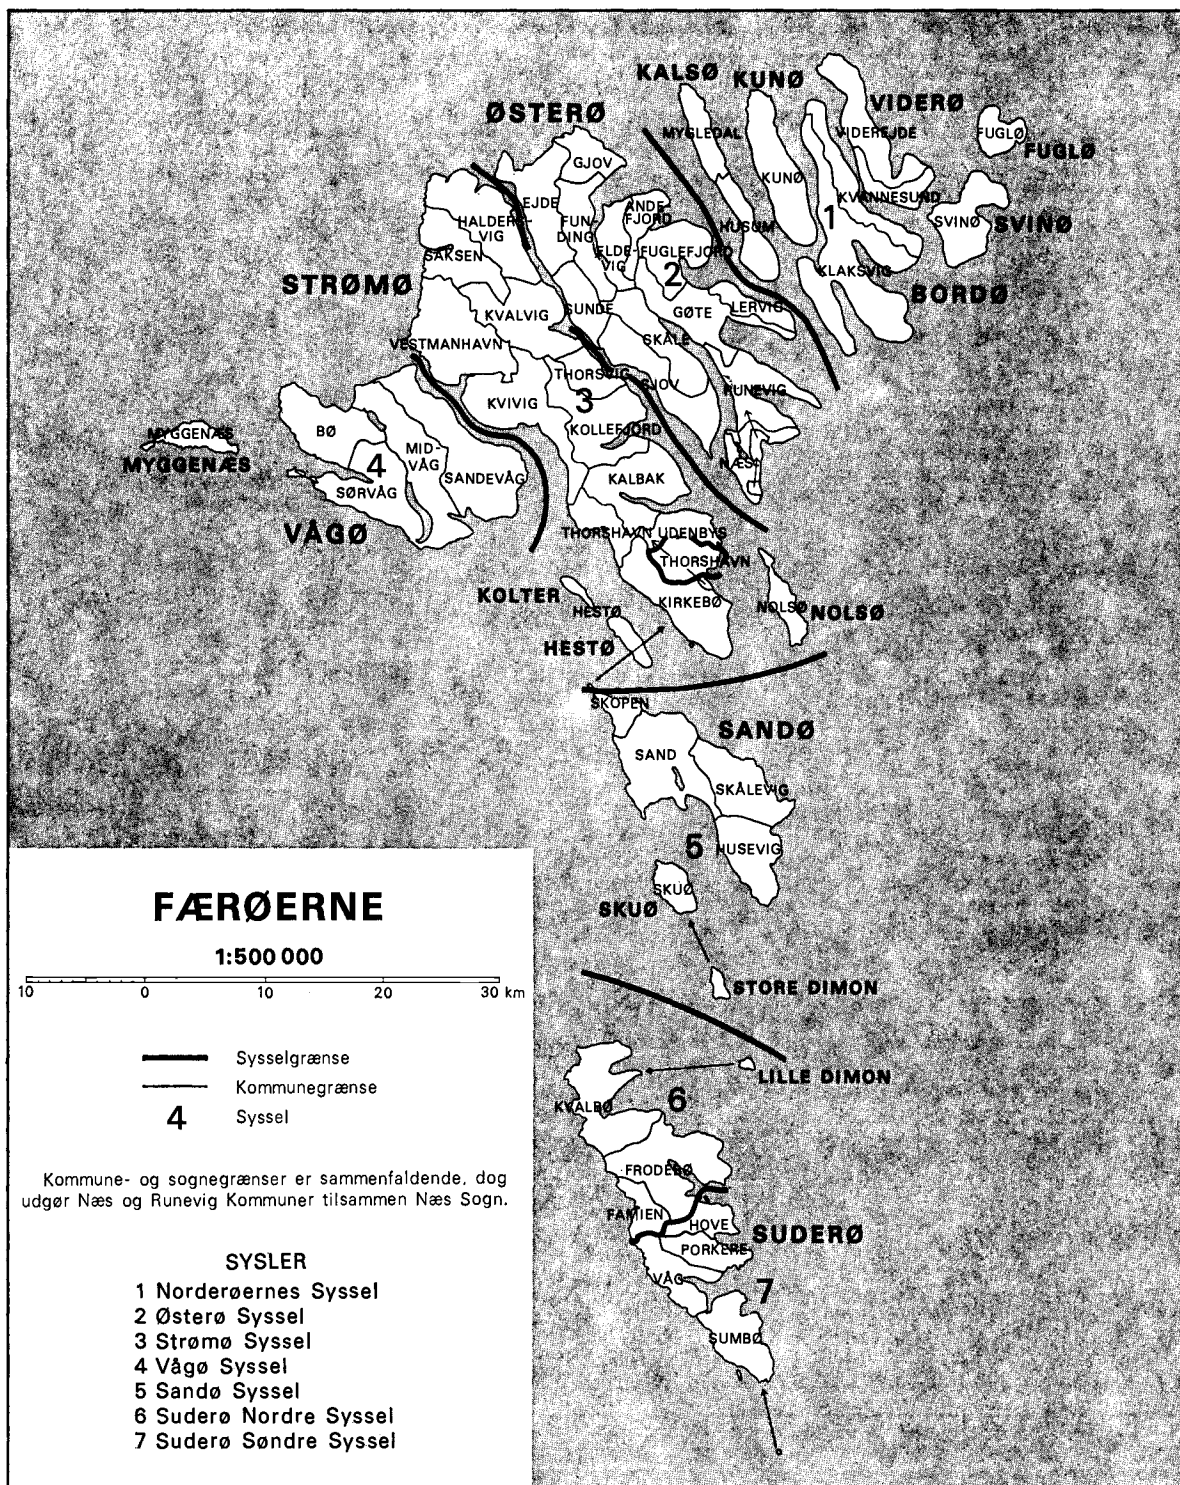 KALSØ
KUNØ
VIDERØ
ØSTERØ
MYGLEDAL
VIDEREJDE
FUGLØ
FUGLØ
GJOV
KUNØ
KVANNESUND
EJDE
ANDE-
FJORD
HALDERS-
VIG
FUN-
DING
1
SVINØ
SVINØ
HUSUM
ELDE-
VIG
FUGLEFJORD
SAKSEN
2
KLAKSVIG
STRØMØ
BORDØ
KVALVIG
SUNDE
GØTE
LERVIG
VESTMANHAVN
SKÅLE
THORSVIG
SJOV
RUNEVIG
KVIVIG
3
MYGGENÆS
MYGGENÆS
BØ
KOLLEFJORD
MID-
VÅG
4
NÆS
SANDEVÅG
KALBAK
SØRVÅG
VÅGØ
THORSHAVN UDENBYS
THORSHAVN
KOLTER
HESTØ
KIRKEBØ
NOLSØ
NOLSØ
HESTØ
SKOPEN
SANDØ
SAND
SKÅLEVIG
5
HUSEVIG
SKUØ
SKUØ
STORE DIMON
LILLE DIMON
KVALBØ
6
FRODEBØ
FAMIEN
HOVE
SUDERØ
PORKERE
VÅG
7
SUMBØ
FÆRØERNE
1:500 000
10 0 10 20 30 km
Sysselgrænse
Kommunegrænse
4 Syssel
Kommune- og sognegrænser er sammenfaldende, dog
udgør Næs og Runevig Kommuner tilsammen Næs Sogn.
SYSLER
1 Norderøernes Syssel
2 Østerø Syssel
3 Strømø Syssel
4 Vågø Syssel
5 Sandø Syssel
6 Suderø Nordre Syssel
7 Suderø Søndre Syssel